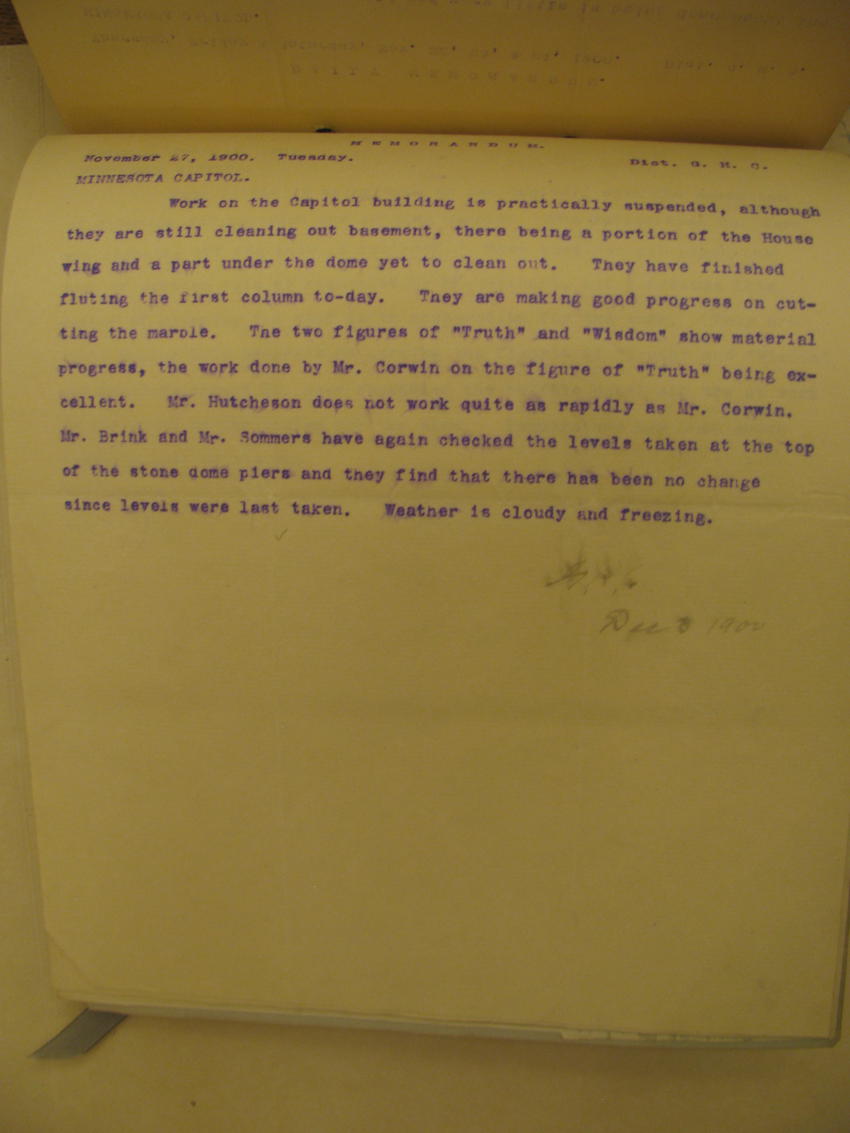 MEMORANDUM.
November 27, 1900. Tuesday. Dist. G. H. C.
MINNESOTA CAPITOL.
Work on the Capitol building is practically suspended, although
they are still cleaning out basement, there being a portion of the House
wing and a part under the dome yet to clean out. They have finished
fluting the first column to-day. They are making good progress on cut-
ting the marble. The two figures of "Truth" and "Wisdom" show material
progress, the work done by Mr. Corwin on the figure of "Truth" being ex-
cellent. Mr. Hutcheson does not work quite as rapidly as Mr. Corwin.
Mr. Brink and Mr. Sommers have again checked the levels taken at the top
of the stone dome piers and they find that there has been no change
since levels were last taken. Weather is cloudy and freezing.
Dec 3 1900